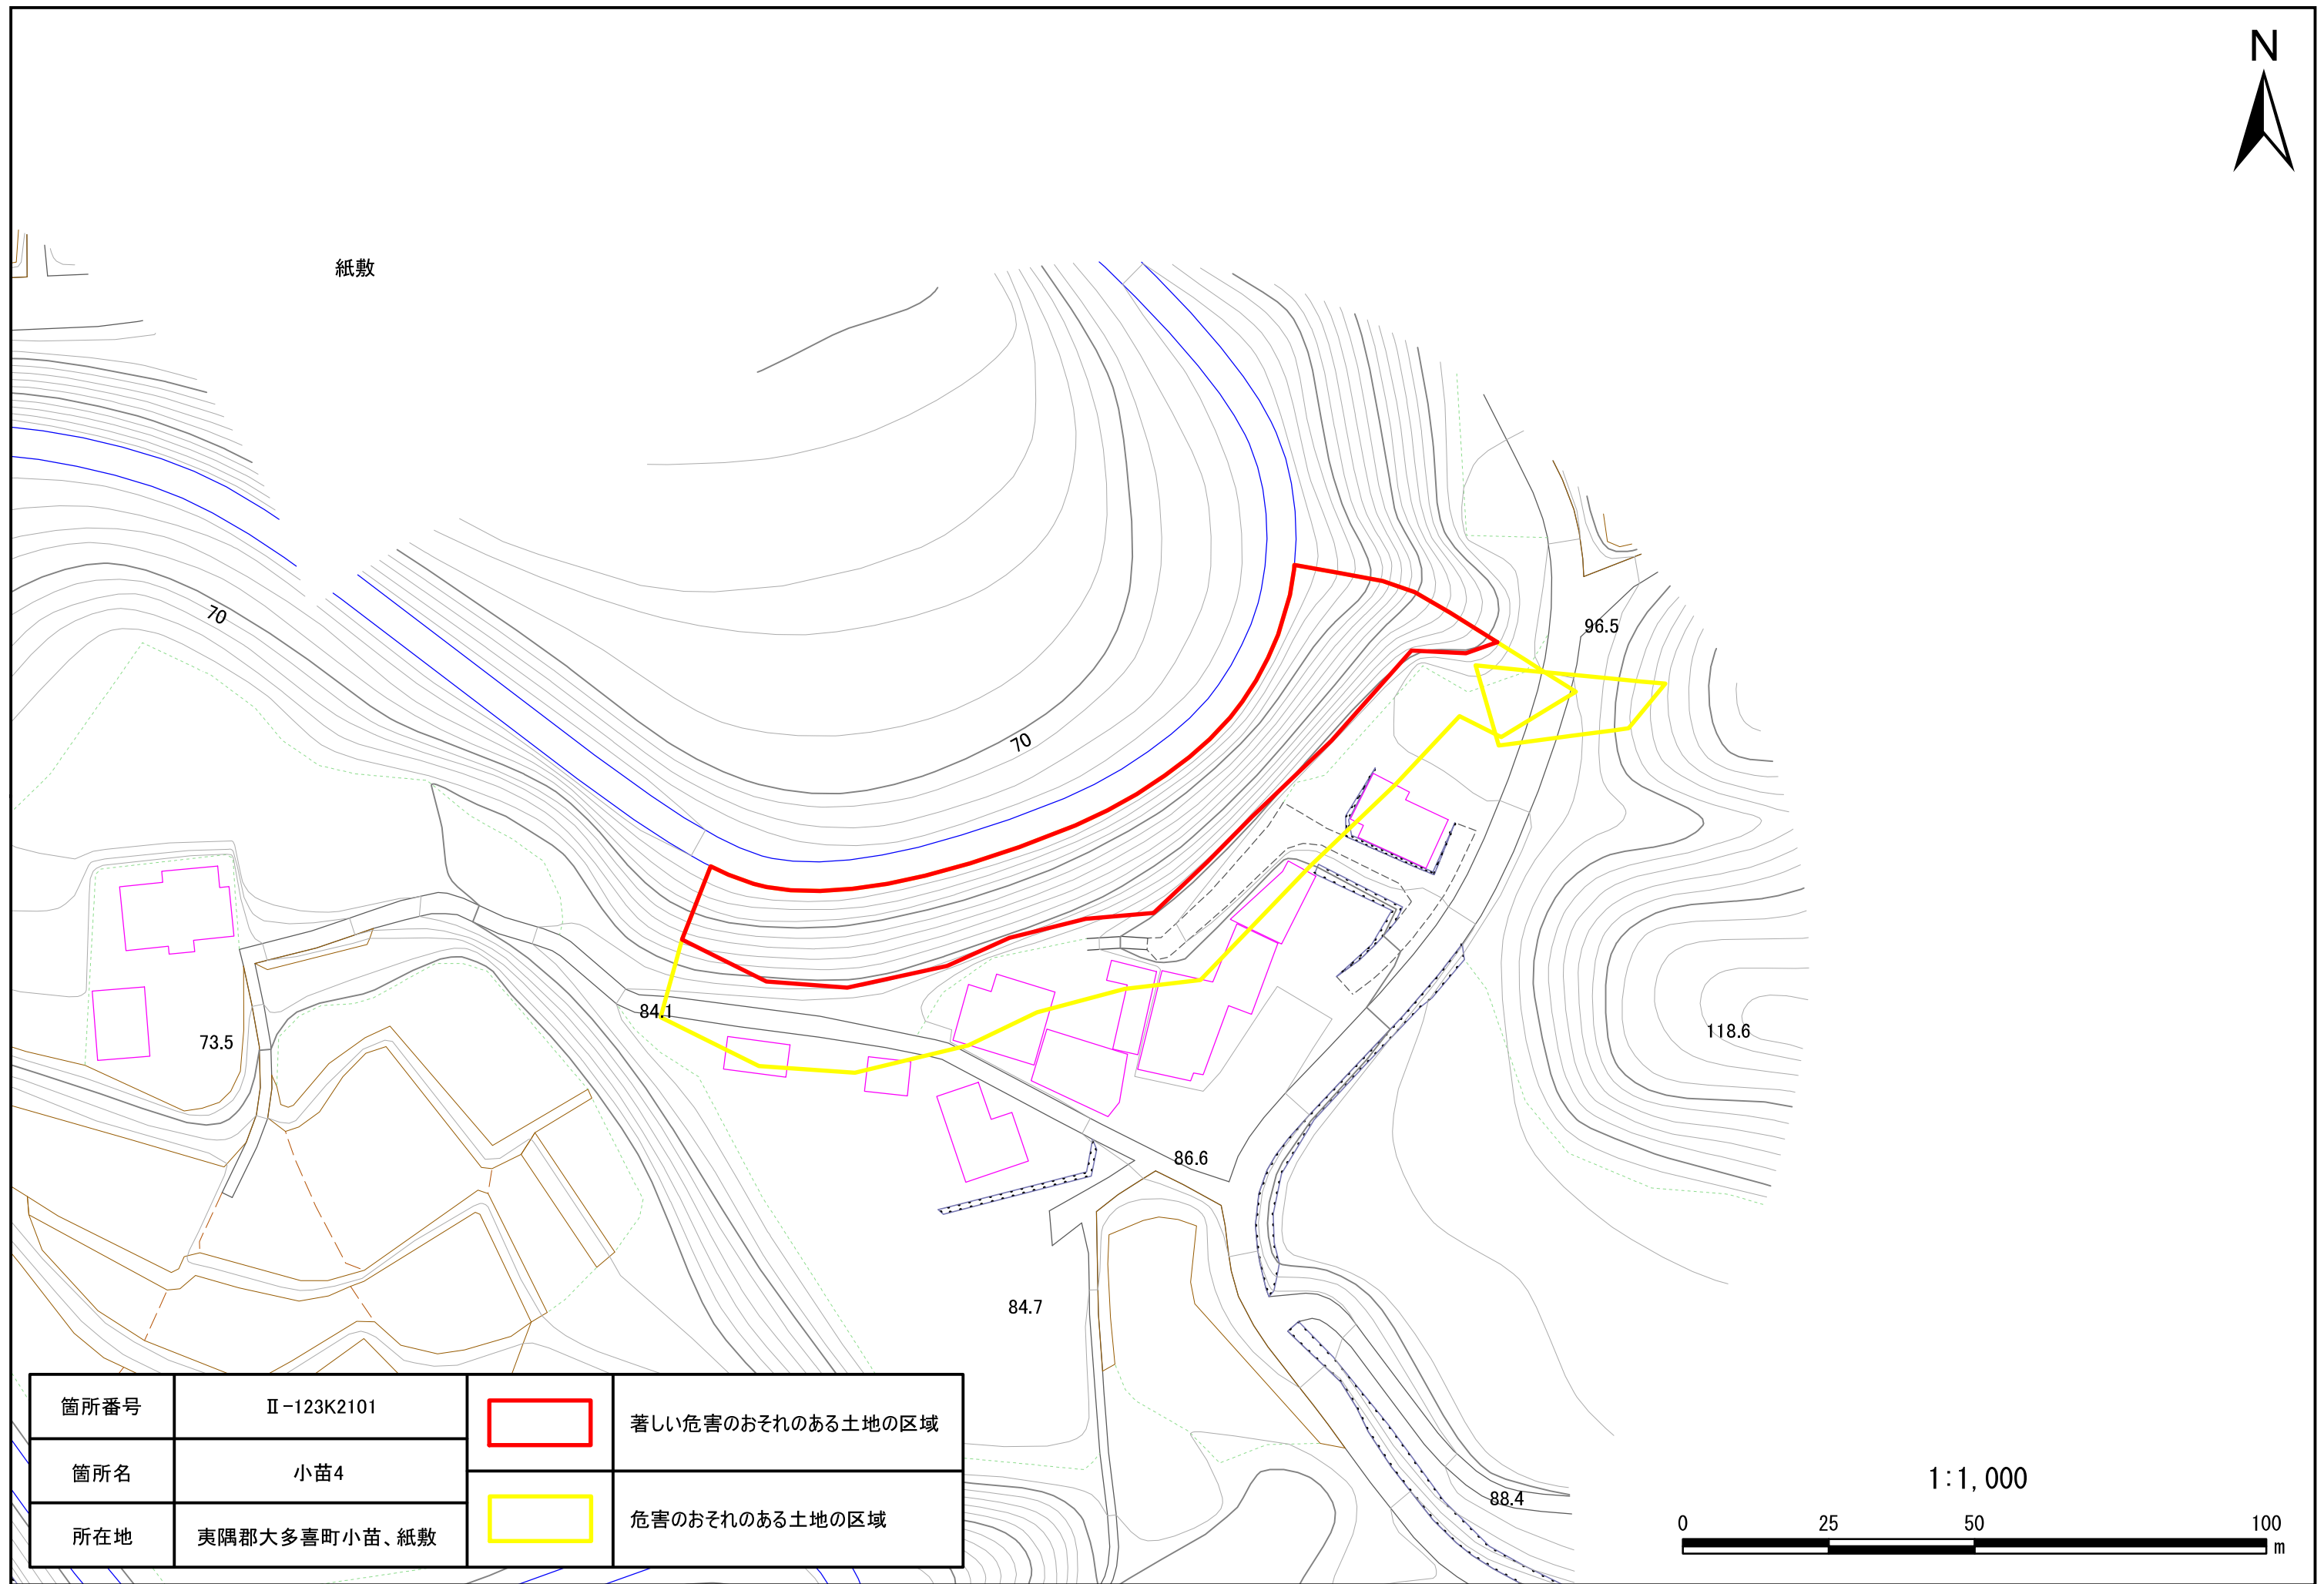 N
紙敷
70
96.5
70
84.1
118.6
73.5
86.6
84.7
88.4
箇所番号
Ⅱ-123K2101
箇所名
小苗4
所在地
夷隅郡大多喜町小苗、紙敷
著しい危害のおそれのある土地の区域
危害のおそれのある土地の区域
1:1,000
0 25 50 100
m